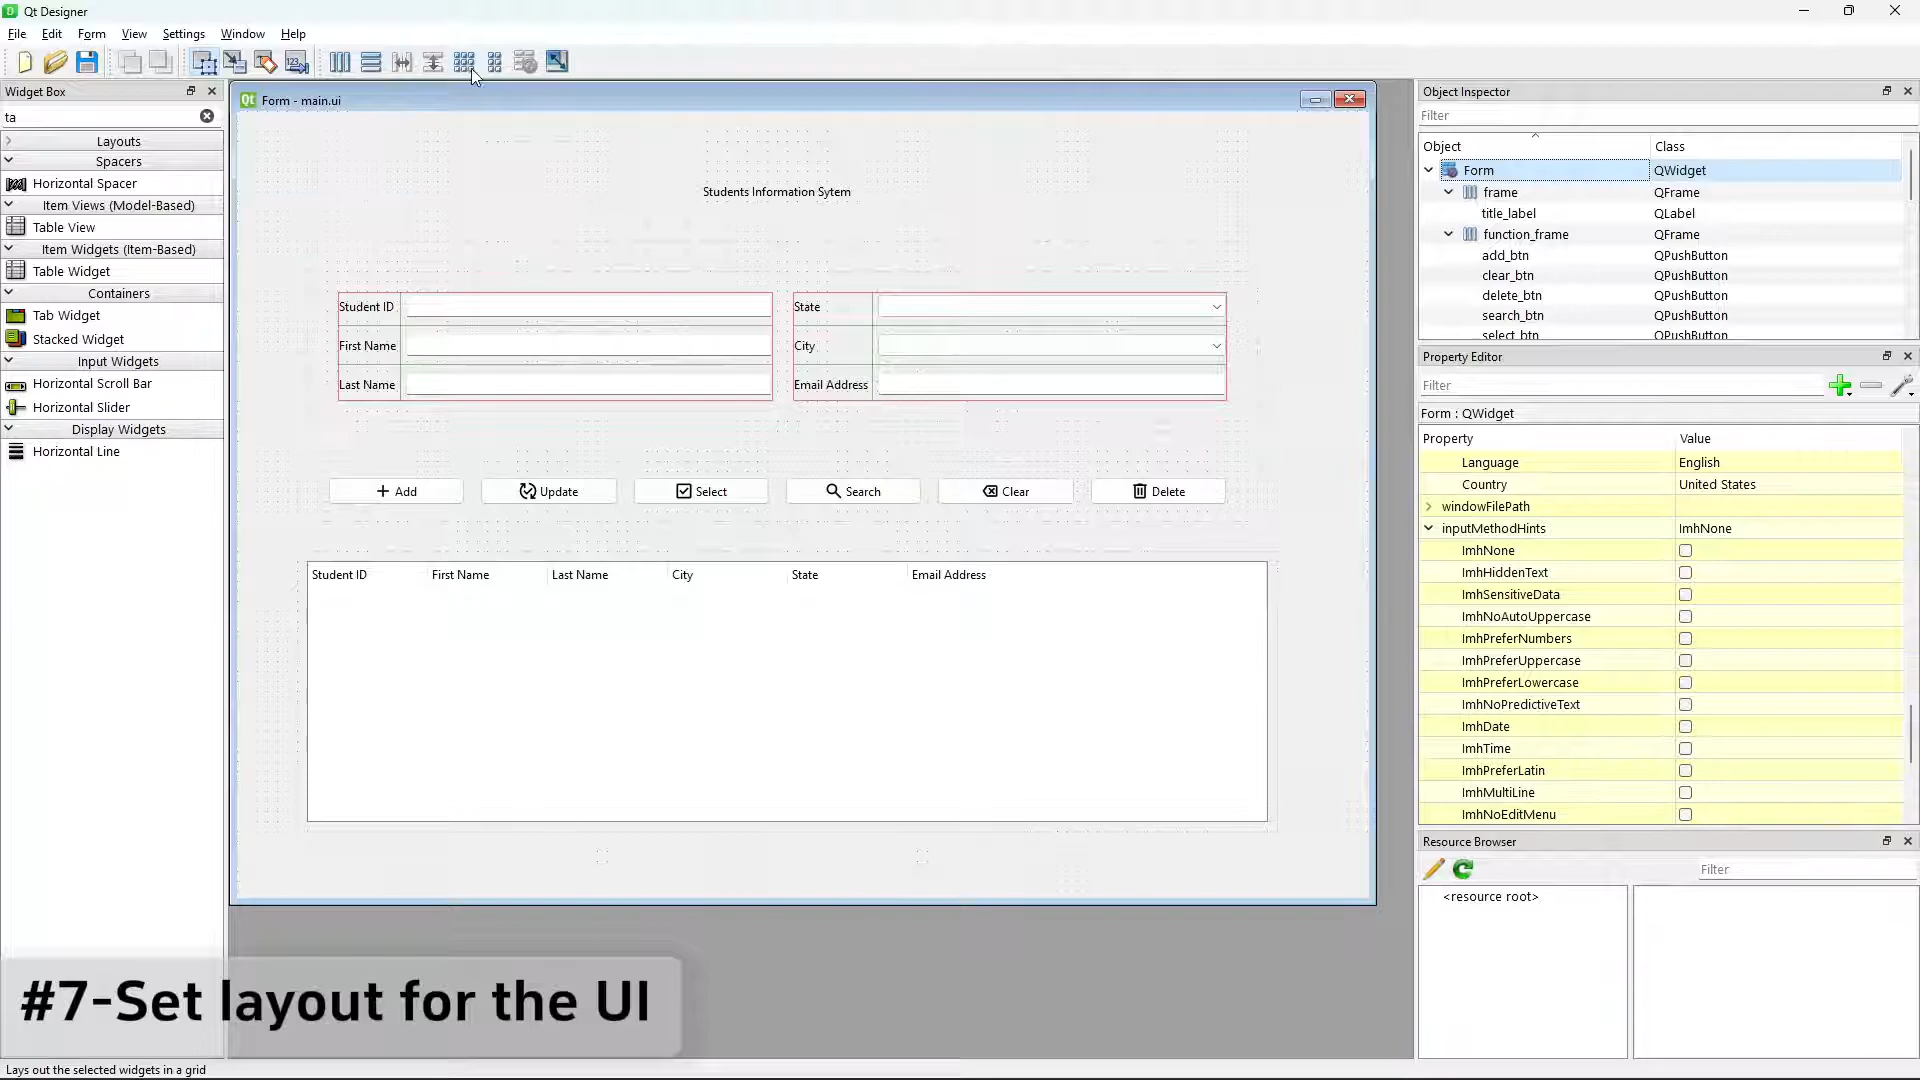 Qt Designer
File Edit Form View Settings Window Help
Widget Box
ta
Layouts
Spacers
Horizontal Spacer
Item Views (Model-Based)
Table View
Item Widgets (Item-Based)
Table Widget
Containers
Tab Widget
Stacked Widget
Input Widgets
Horizontal Scroll Bar
Horizontal Slider
Display Widgets
Horizontal Line
Qt Form - main.ui
Students Information Sytem
Student ID
First Name
Last Name
State
City
Email Address
Add Update Select Search Clear Delete
Student ID First Name Last Name City State Email Address
Object Inspector
Filter
Object Class
Form QWidget
frame QFrame
title_label QLabel
function_frame QFrame
add_btn QPushButton
clear_btn QPushButton
delete_btn QPushButton
search_btn QPushButton
select_btn QPushButton
Property Editor
Filter
Form : QWidget
Property Value
Language English
Country United States
windowFilePath
inputMethodHints ImhNone
ImhNone
ImhHiddenText
ImhSensitiveData
ImhNoAutoUppercase
ImhPreferNumbers
ImhPreferUppercase
ImhPreferLowercase
ImhNoPredictiveText
ImhDate
ImhTime
ImhPreferLatin
ImhMultiLine
ImhNoEditMenu
Resource Browser
Filter
<resource root>
#7-Set layout for the UI
Lays out the selected widgets in a grid